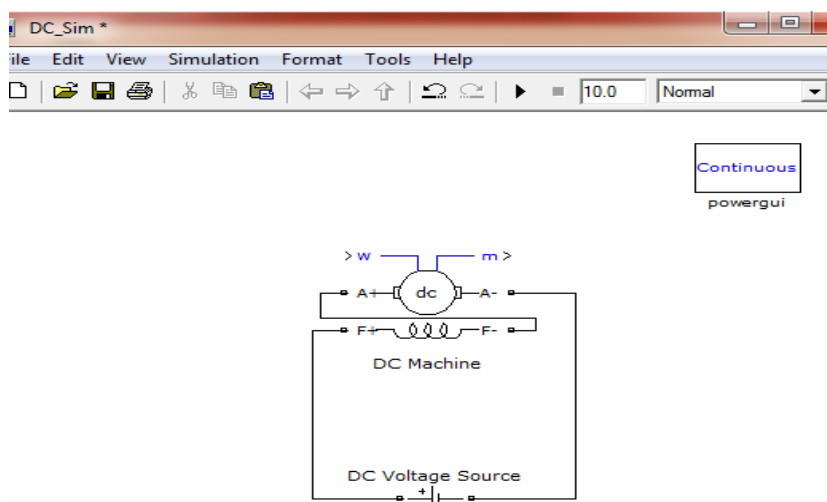 DC_Sim *
ile Edit View Simulation Format Tools Help
10.0 Normal
Continuous
powergui
> w m >
A+ dc A-
F+ F-
DC Machine
DC Voltage Source
+